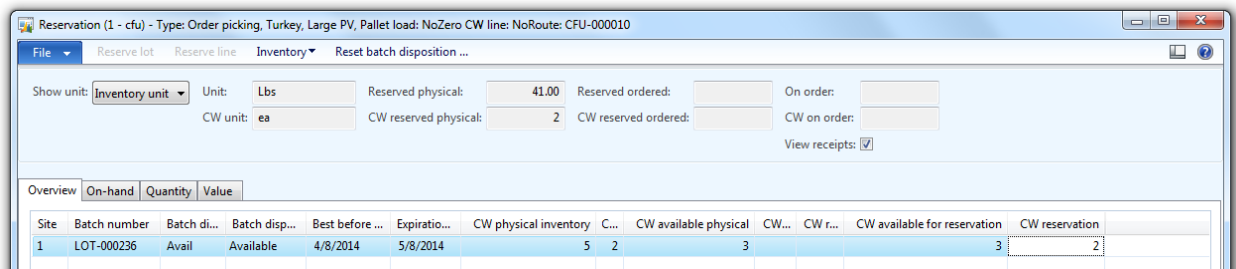 Reservation (1 - cfu) - Type: Order picking, Turkey, Large PV, Pallet load: NoZero CW line: NoRoute: CFU-000010
File Reserve lot Reserve line Inventory Reset batch disposition ...
Show unit: Inventory unit Unit: Lbs Reserved physical: 41.00 Reserved ordered: On order:
CW unit: ea CW reserved physical: 2 CW reserved ordered: CW on order:
View receipts:
Overview On-hand Quantity Value
Site Batch number Batch di... Batch disp... Best before ... Expiratio... CW physical inventory C... CW available physical CW... CW r... CW available for reservation CW reservation
1 LOT-000236 Avail Available 4/8/2014 5/8/2014 5 2 3 3 2